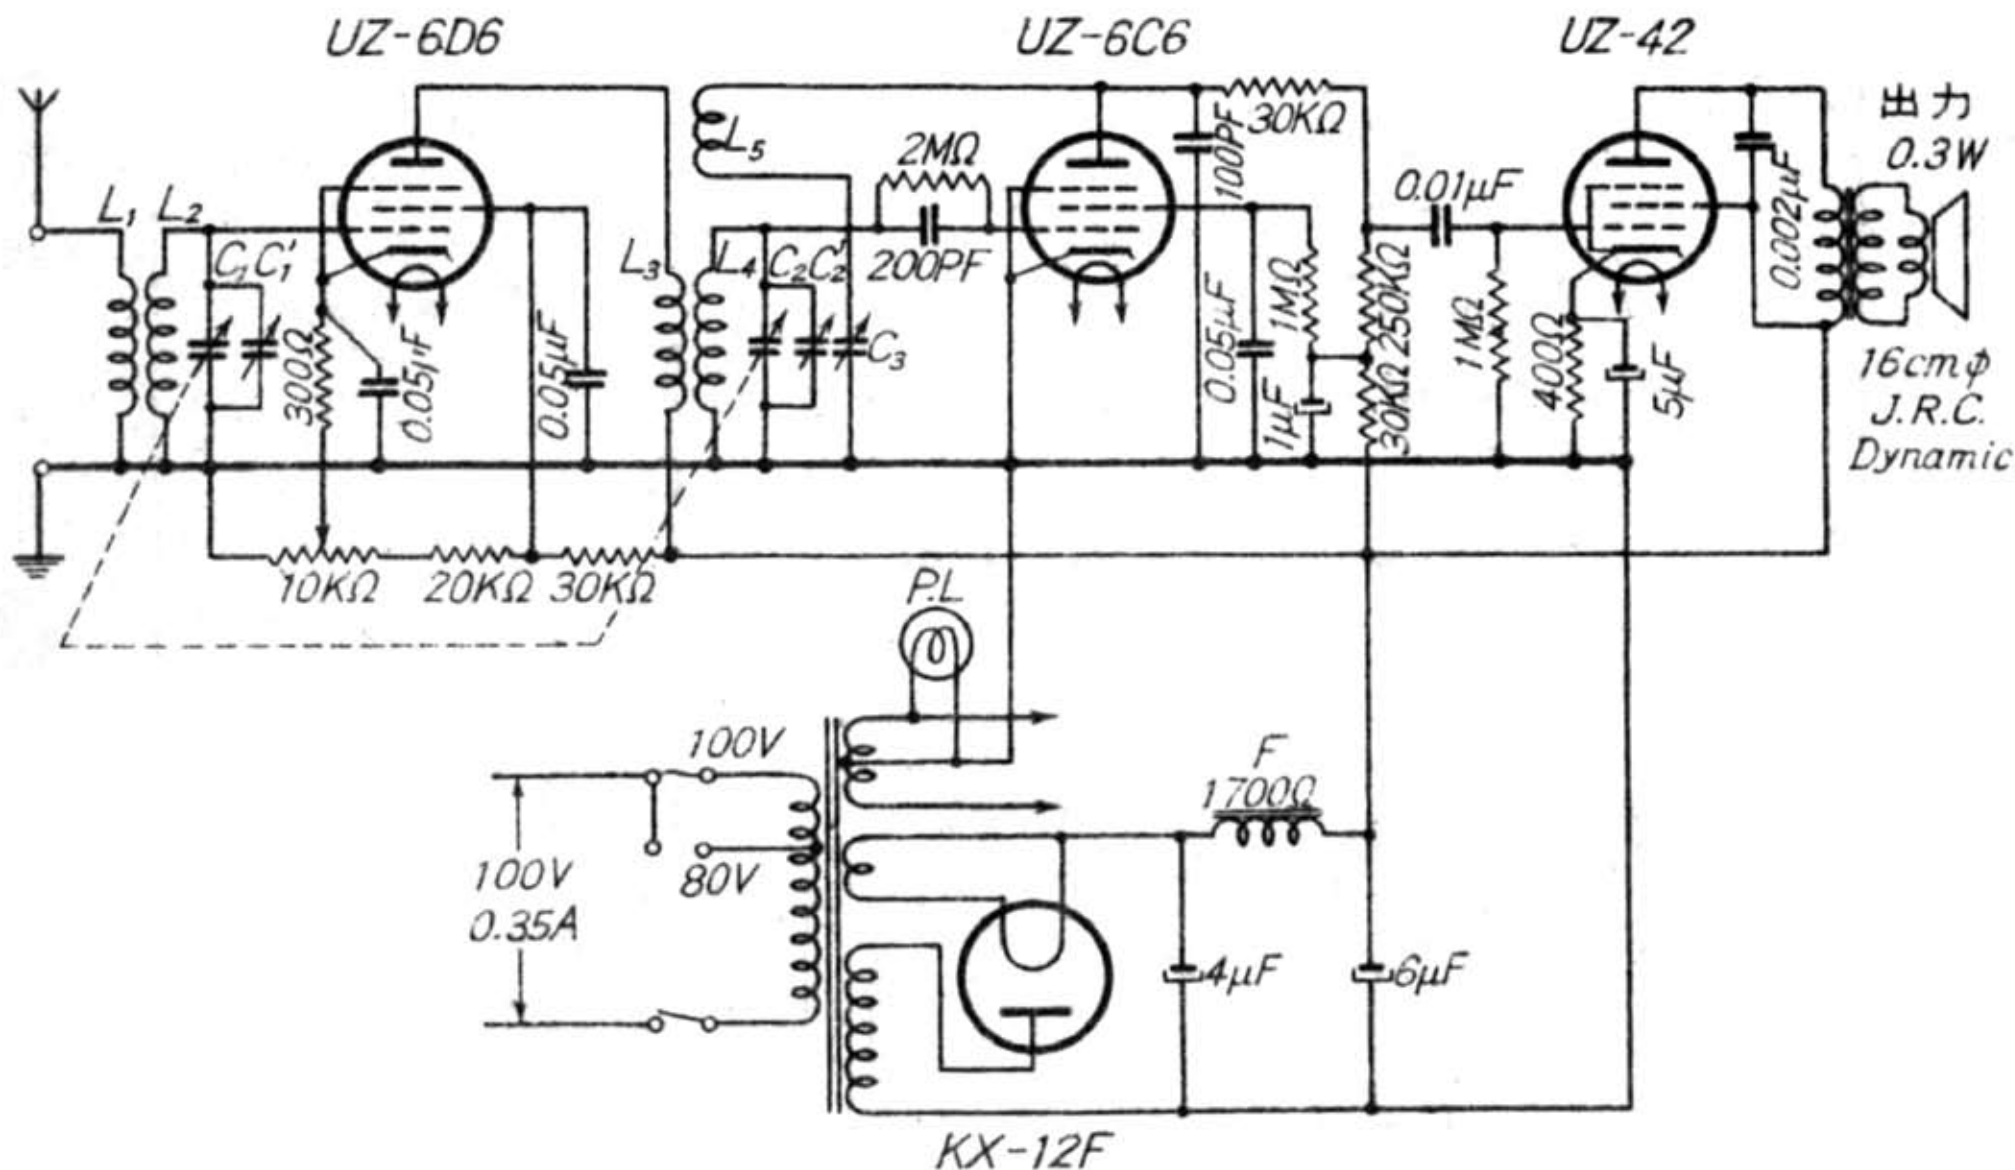 UZ-6D6
UZ-6C6
UZ-42
出力
0.3W
L₁
L₂
C₁
C₁'
300Ω
0.05μF
0.05μF
L₃
L₄
L₅
C₂
C₂'
C₃
2MΩ
200PF
100PF
30KΩ
0.05μF
1MΩ
1μF
250KΩ
30KΩ
0.01μF
1MΩ
400Ω
5μF
0.002μF
16cmφ
J.R.C.
Dynamic
10KΩ
20KΩ
30KΩ
P.L
100V
80V
100V
0.35A
F
1700Ω
4μF
6μF
KX-12F